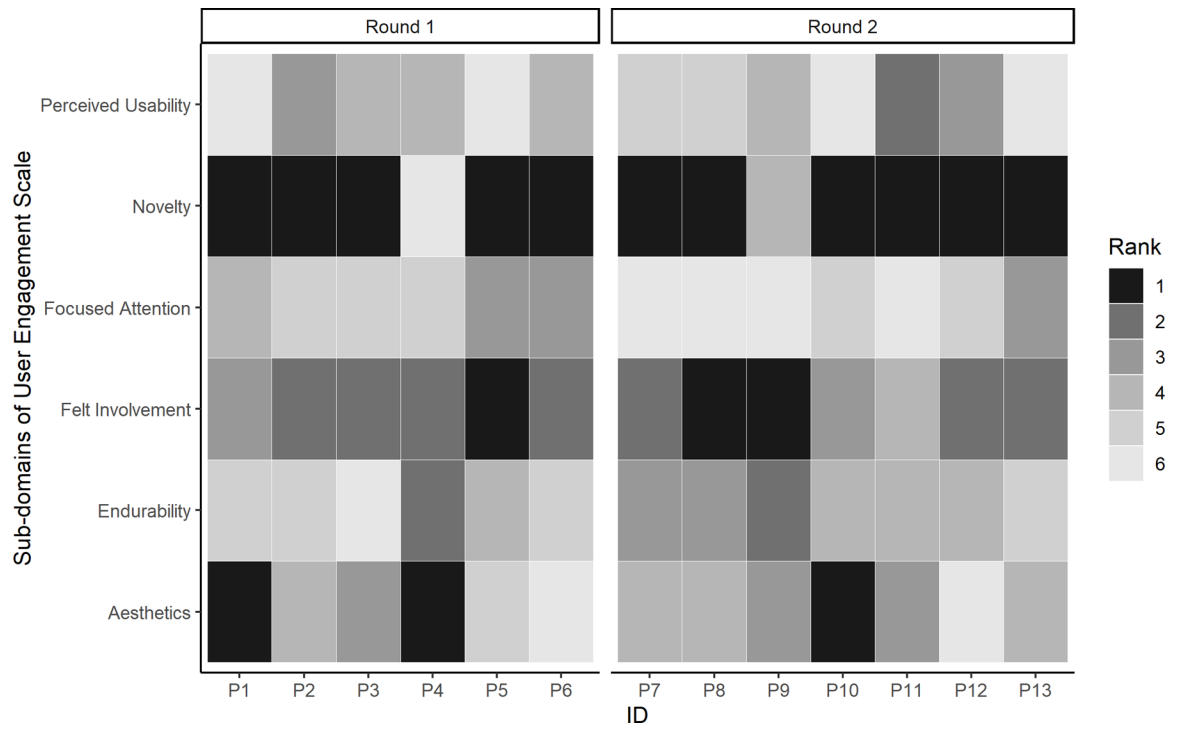 Round 1
Round 2
Sub-domains of User Engagement Scale
Perceived Usability
Novelty
Focused Attention
Felt Involvement
Endurability
Aesthetics
P1 P2 P3 P4 P5 P6 P7 P8 P9 P10 P11 P12 P13
ID
Rank
1
2
3
4
5
6